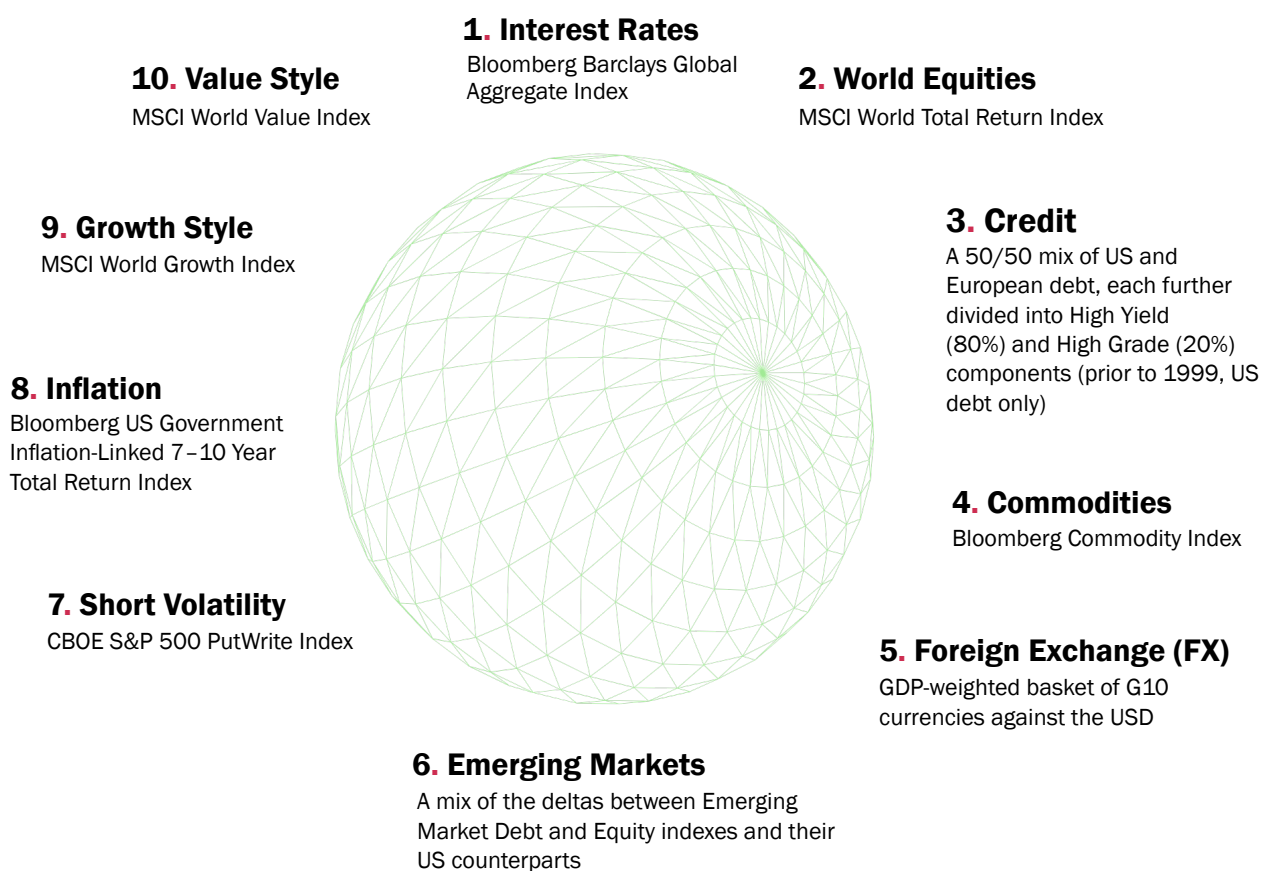 1. Interest Rates
Bloomberg Barclays Global
Aggregate Index
2. World Equities
MSCI World Total Return Index
3. Credit
A 50/50 mix of US and
European debt, each further
divided into High Yield
(80%) and High Grade (20%)
components (prior to 1999, US
debt only)
4. Commodities
Bloomberg Commodity Index
5. Foreign Exchange (FX)
GDP-weighted basket of G10
currencies against the USD
6. Emerging Markets
A mix of the deltas between Emerging
Market Debt and Equity indexes and their
US counterparts
7. Short Volatility
CBOE S&P 500 PutWrite Index
8. Inflation
Bloomberg US Government
Inflation-Linked 7–10 Year
Total Return Index
9. Growth Style
MSCI World Growth Index
10. Value Style
MSCI World Value Index